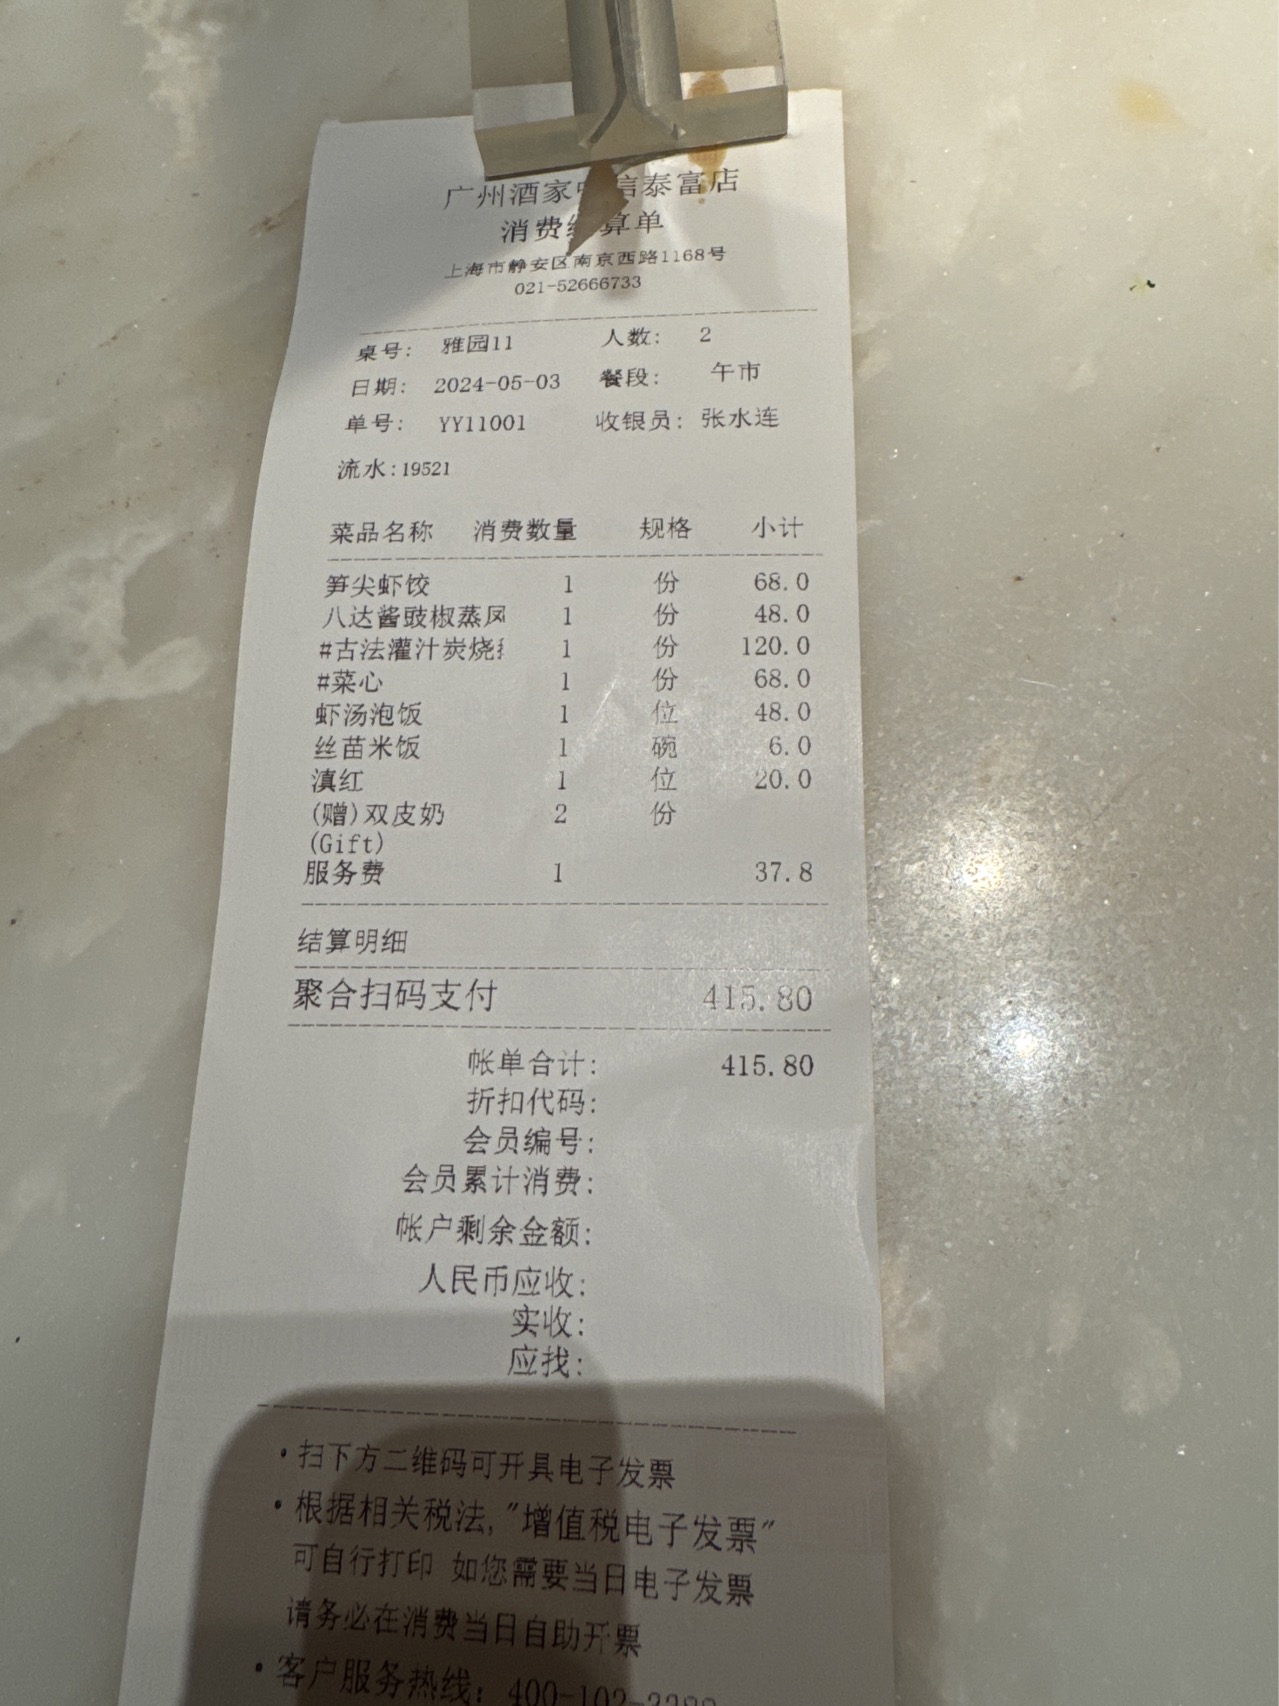 广州酒家 信泰富店
消费 算单
上海市静安区南京西路1168号
021-52666733
桌号: 雅园11 人数: 2
日期: 2024-05-03 餐段: 午市
单号: YY11001 收银员: 张水连
流水:19521
菜品名称 消费数量 规格 小计
笋尖虾饺 1 份 68.0
八达酱豉椒蒸凤 1 份 48.0
#古法灌汁炭烧 1 份 120.0
#菜心 1 份 68.0
虾汤泡饭 1 位 48.0
丝苗米饭 1 碗 6.0
滇红 1 位 20.0
(赠)双皮奶 2 份
(Gift)
服务费 1 37.8
结算明细
聚合扫码支付 415.80
帐单合计: 415.80
折扣代码:
会员编号:
会员累计消费:
帐户剩余金额:
人民币应收:
实收:
应找:
·扫下方二维码可开具电子发票
·根据相关税法,"增值税电子发票"
可自行打印 如您需要当日电子发票
请务必在消费当日自助开票
·客户服务热线: 400-102-